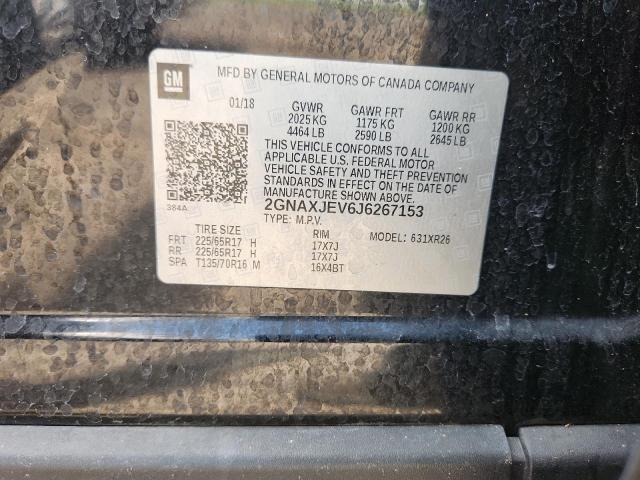 GM
MFD BY GENERAL MOTORS OF CANADA COMPANY
01/18 GVWR GAWR FRT GAWR RR
2025 KG 1175 KG 1200 KG
4464 LB 2590 LB 2645 LB
THIS VEHICLE CONFORMS TO ALL
APPLICABLE U.S. FEDERAL MOTOR
VEHICLE SAFETY AND THEFT PREVENTION
STANDARDS IN EFFECT ON THE DATE OF
MANUFACTURE SHOWN ABOVE.
384A 2GNAXJEV6J6267153
TYPE: M.P.V. MODEL: 631XR26
TIRE SIZE RIM
FRT 225/65R17 H 17X7J
RR 225/65R17 H 17X7J
SPA T135/70R16 M 16X4BT